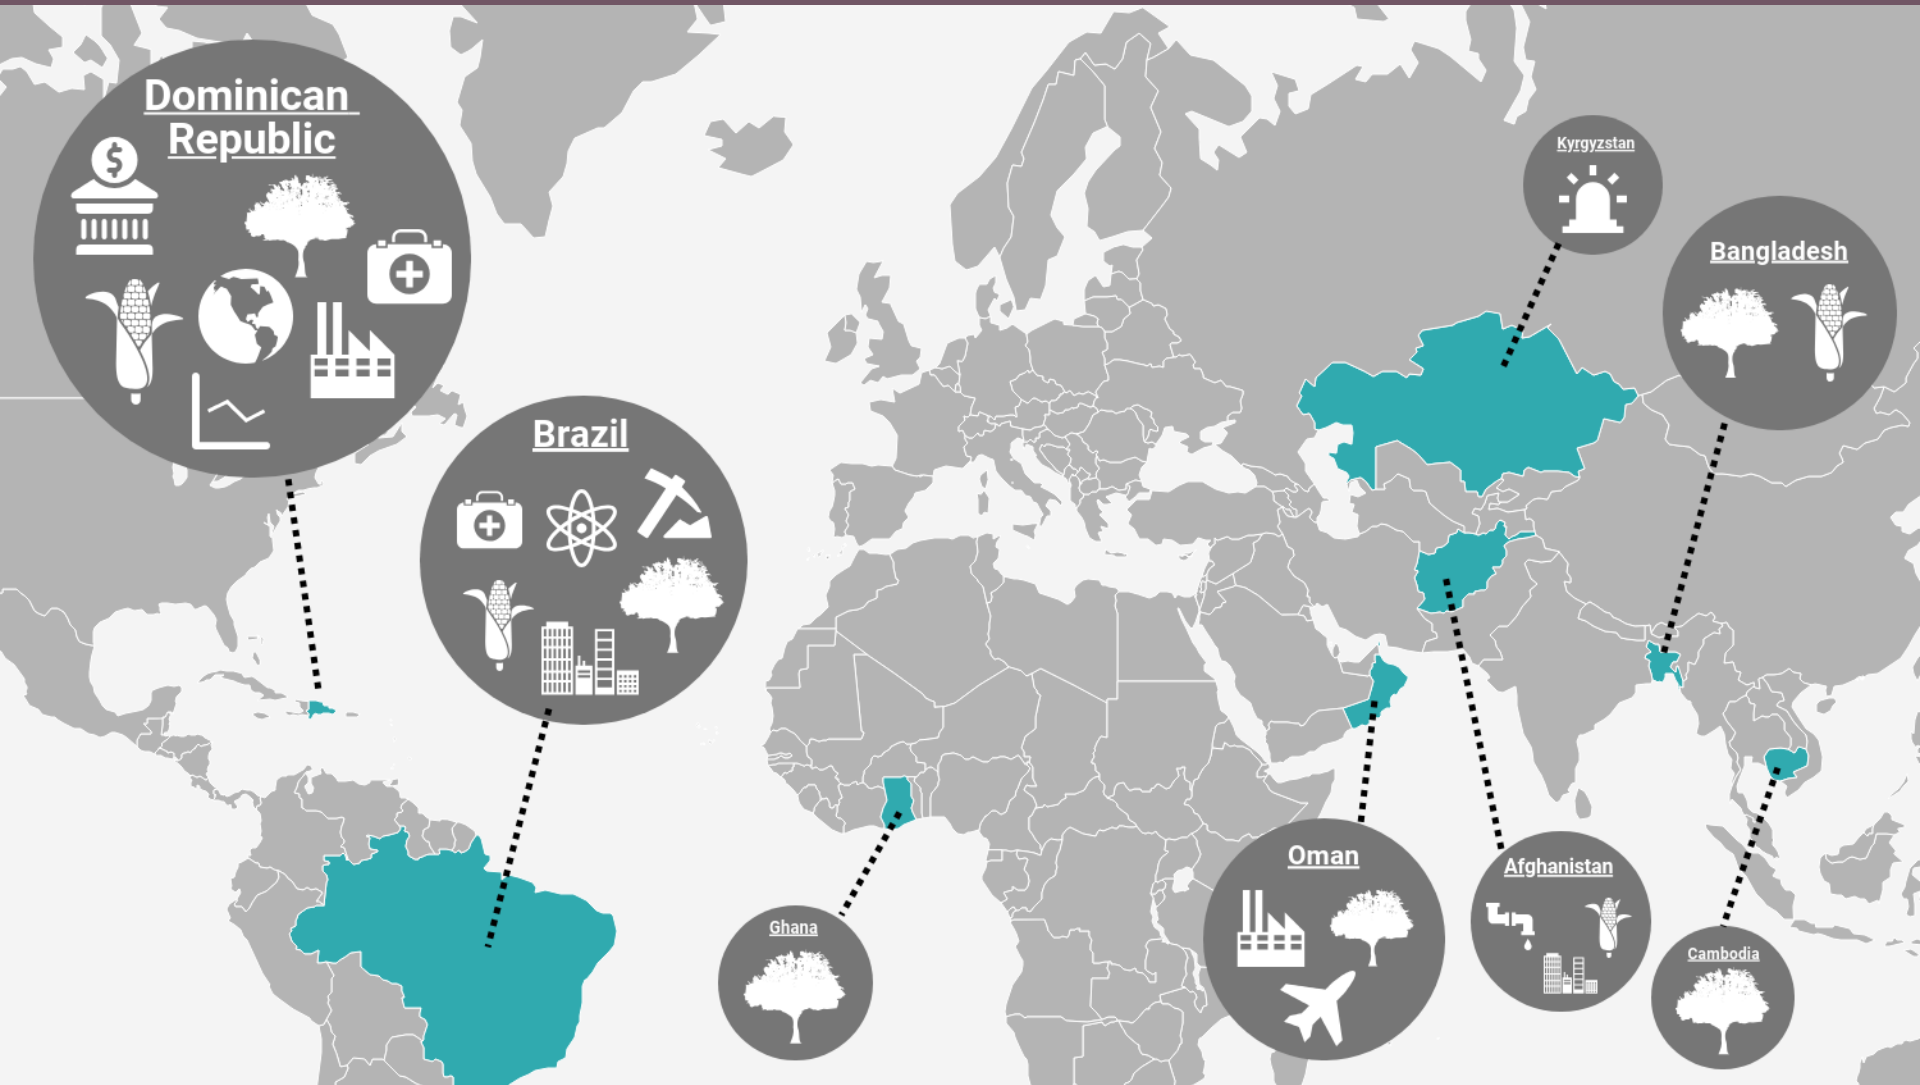 Dominican
Republic
$
Kyrgyzstan
Bangladesh
Brazil
Oman
Afghanistan
Ghana
Cambodia